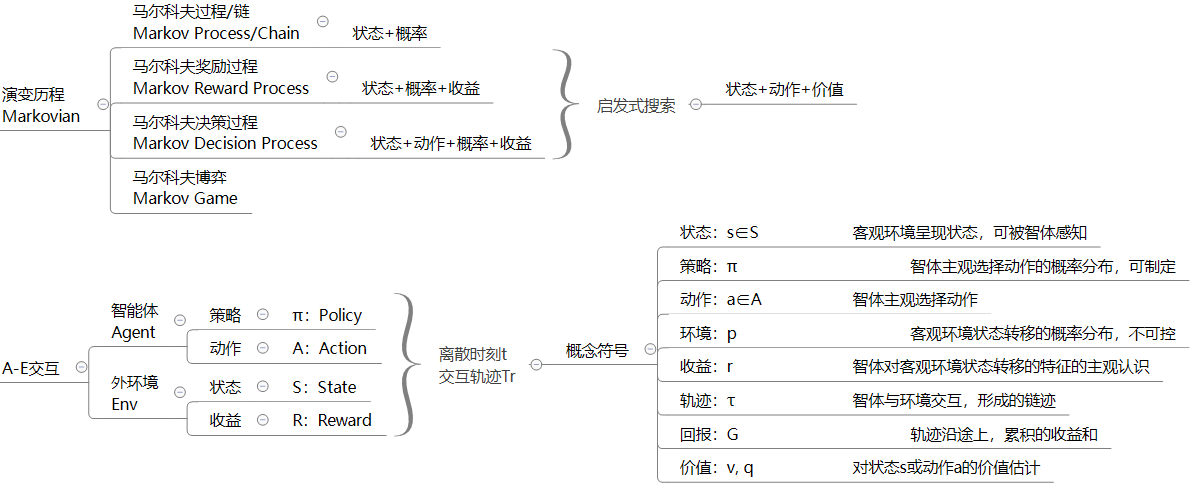 演变历程
Markovian
马尔科夫过程/链
Markov Process/Chain
状态+概率
马尔科夫奖励过程
Markov Reward Process
状态+概率+收益
马尔科夫决策过程
Markov Decision Process
状态+动作+概率+收益
马尔科夫博弈
Markov Game
启发式搜索
状态+动作+价值
A-E交互
智能体
Agent
策略
π：Policy
动作
A：Action
外环境
Env
状态
S：State
收益
R：Reward
离散时刻t
交互轨迹Tr
概念符号
状态：s∈S 客观环境呈现状态，可被智体感知
策略：π 智体主观选择动作的概率分布，可制定
动作：a∈A 智体主观选择动作
环境：p 客观环境状态转移的概率分布，不可控
收益：r 智体对客观环境状态转移的特征的主观认识
轨迹：τ 智体与环境交互，形成的链迹
回报：G 轨迹沿途上，累积的收益和
价值：v, q 对状态s或动作a的价值估计